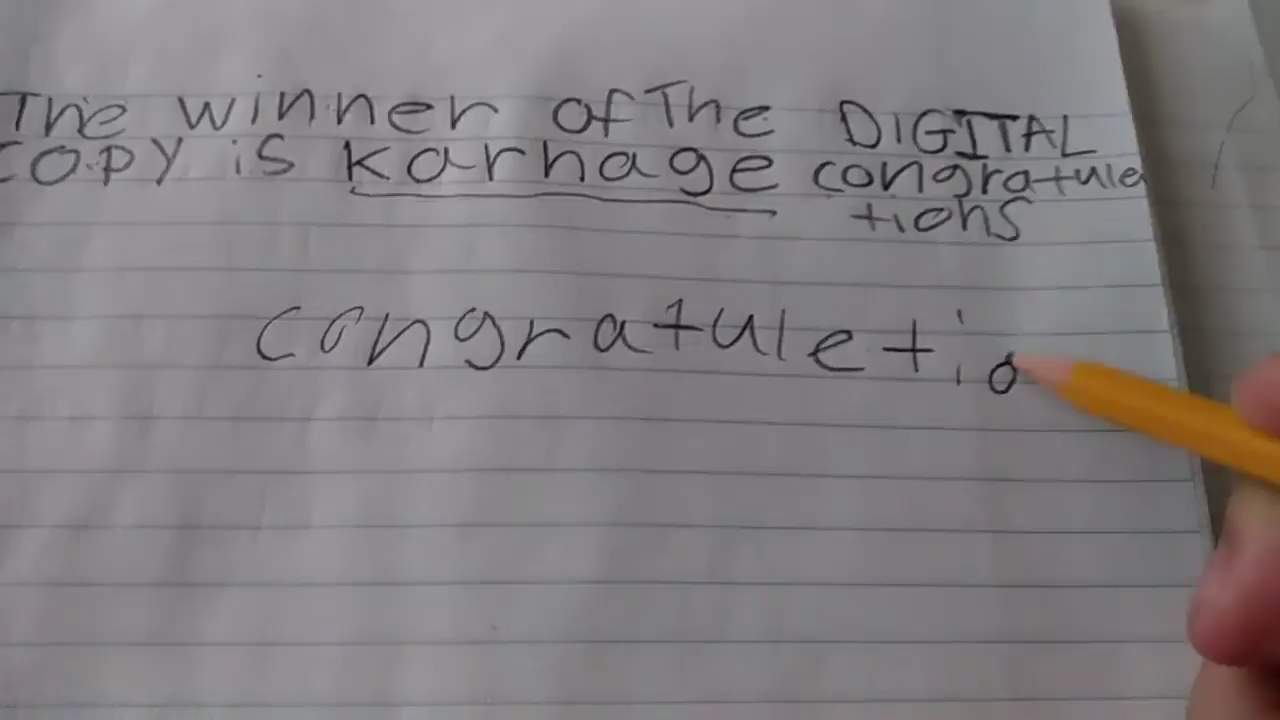 The winner of The DIGITAL
COPY is karhage congratule
tions
congratuletio